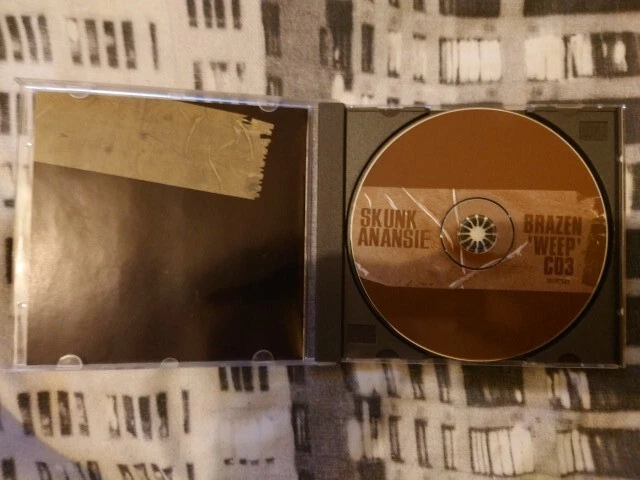 SKUNK
ANANSIE
BRAZEN
'WEEP'
CD3